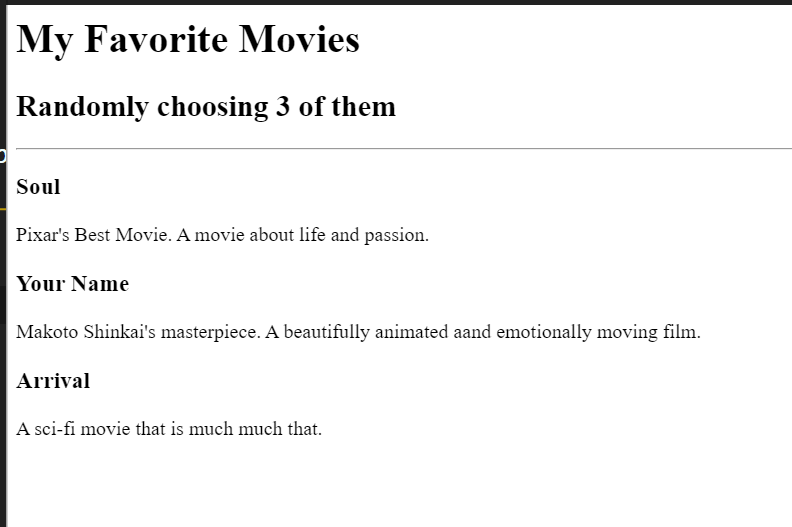 My Favorite Movies
Randomly choosing 3 of them
Soul
Pixar's Best Movie. A movie about life and passion.
Your Name
Makoto Shinkai's masterpiece. A beautifully animated aand emotionally moving film.
Arrival
A sci-fi movie that is much much that.